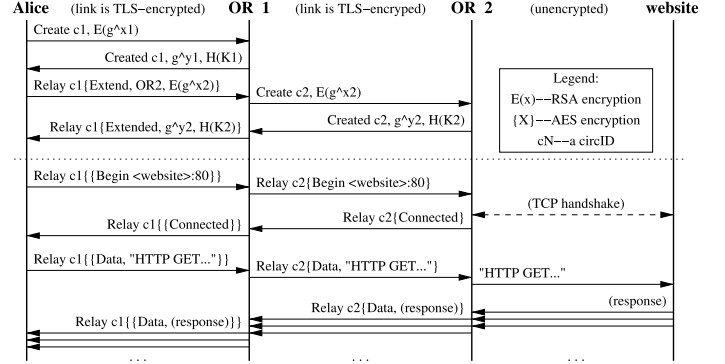 Alice (link is TLS−encrypted) OR 1 (link is TLS−encryped) OR 2 (unencrypted) website
Create c1, E(g^x1)
Created c1, g^y1, H(K1)
Relay c1{Extend, OR2, E(g^x2)}
Create c2, E(g^x2)
Created c2, g^y2, H(K2)
Relay c1{Extended, g^y2, H(K2)}
Legend:
E(x)−−RSA encryption
{X}−−AES encryption
cN−−a circID
Relay c1{{Begin <website>:80}}
Relay c2{Begin <website>:80}
(TCP handshake)
Relay c2{Connected}
Relay c1{{Connected}}
Relay c1{{Data, "HTTP GET..."}}
Relay c2{Data, "HTTP GET..."}
"HTTP GET..."
(response)
Relay c2{Data, (response)}
Relay c1{{Data, (response)}}
. . . . . . . . .